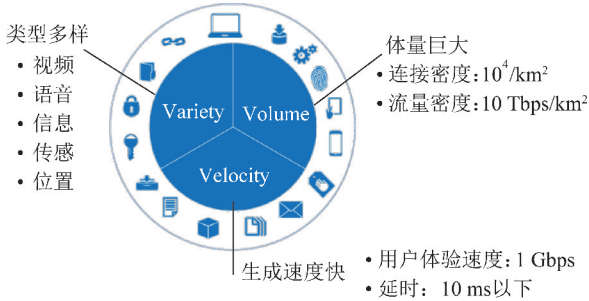 类型多样
• 视频
• 语音
• 信息
• 传感
• 位置
Variety
Volume
Velocity
体量巨大
• 连接密度:10⁴/km²
• 流量密度:10 Tbps/km²
生成速度快
• 用户体验速度:1 Gbps
• 延时:10 ms以下